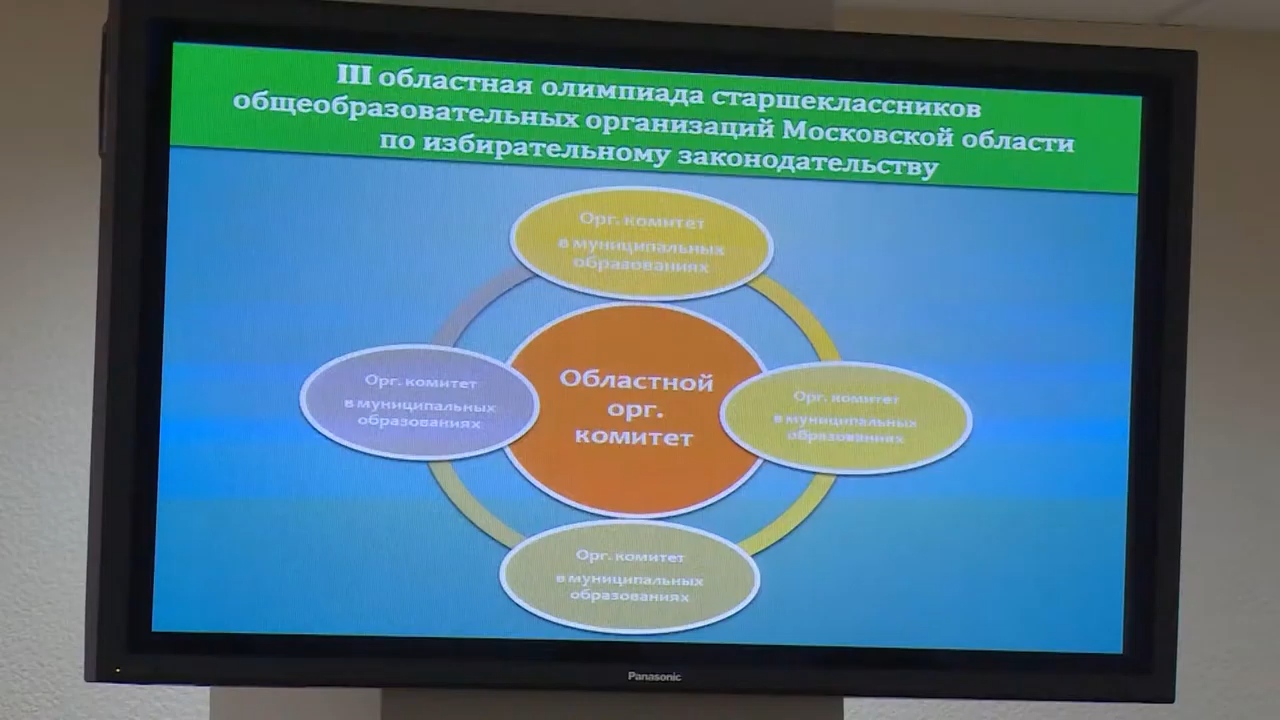 III областная олимпиада старшеклассников
общеобразовательных организаций Московской области
по избирательному законодательству
Орг. комитет
в муниципальных
образованиях
Орг. комитет
в муниципальных
образованиях
Областной
орг.
комитет
Орг. комитет
в муниципальных
образованиях
Орг. комитет
в муниципальных
образованиях
Panasonic